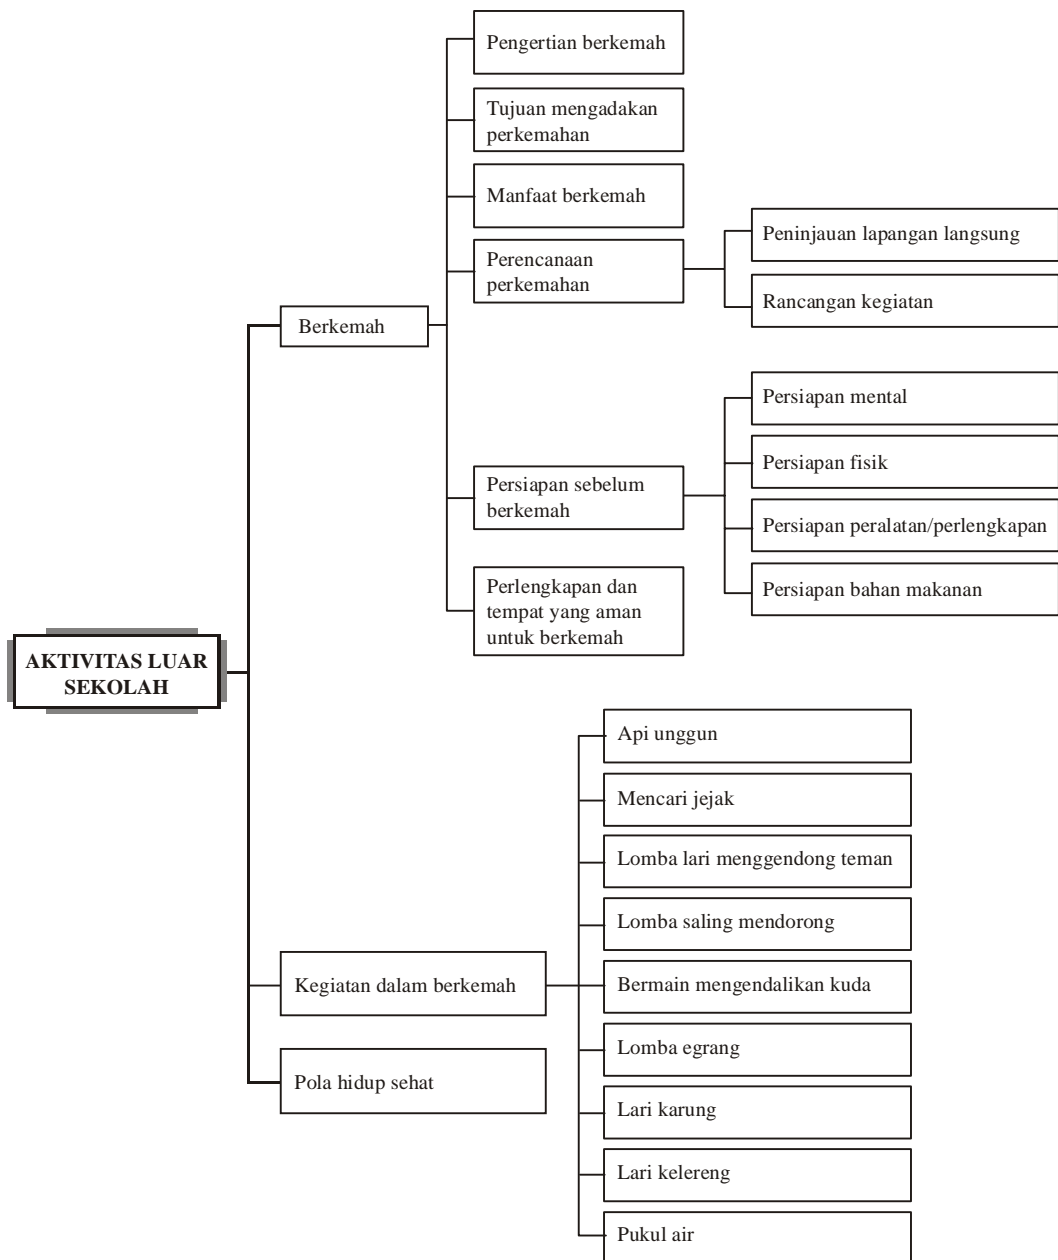 Pengertian berkemah
Tujuan mengadakan
perkemahan
Manfaat berkemah
Perencanaan
perkemahan
Peninjauan lapangan langsung
Rancangan kegiatan
Berkemah
Persiapan sebelum
berkemah
Persiapan mental
Persiapan fisik
Persiapan peralatan/perlengkapan
Persiapan bahan makanan
Perlengkapan dan
tempat yang aman
untuk berkemah
AKTIVITAS LUAR
SEKOLAH
Kegiatan dalam berkemah
Api unggun
Mencari jejak
Lomba lari menggendong teman
Lomba saling mendorong
Bermain mengendalikan kuda
Lomba egrang
Lari karung
Lari kelereng
Pukul air
Pola hidup sehat